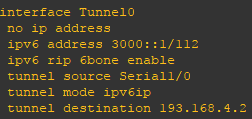 interface Tunnel0
no ip address
ipv6 address 3000::1/112
ipv6 rip 6bone enable
tunnel source Serial1/0
tunnel mode ipv6ip
tunnel destination 193.168.4.2